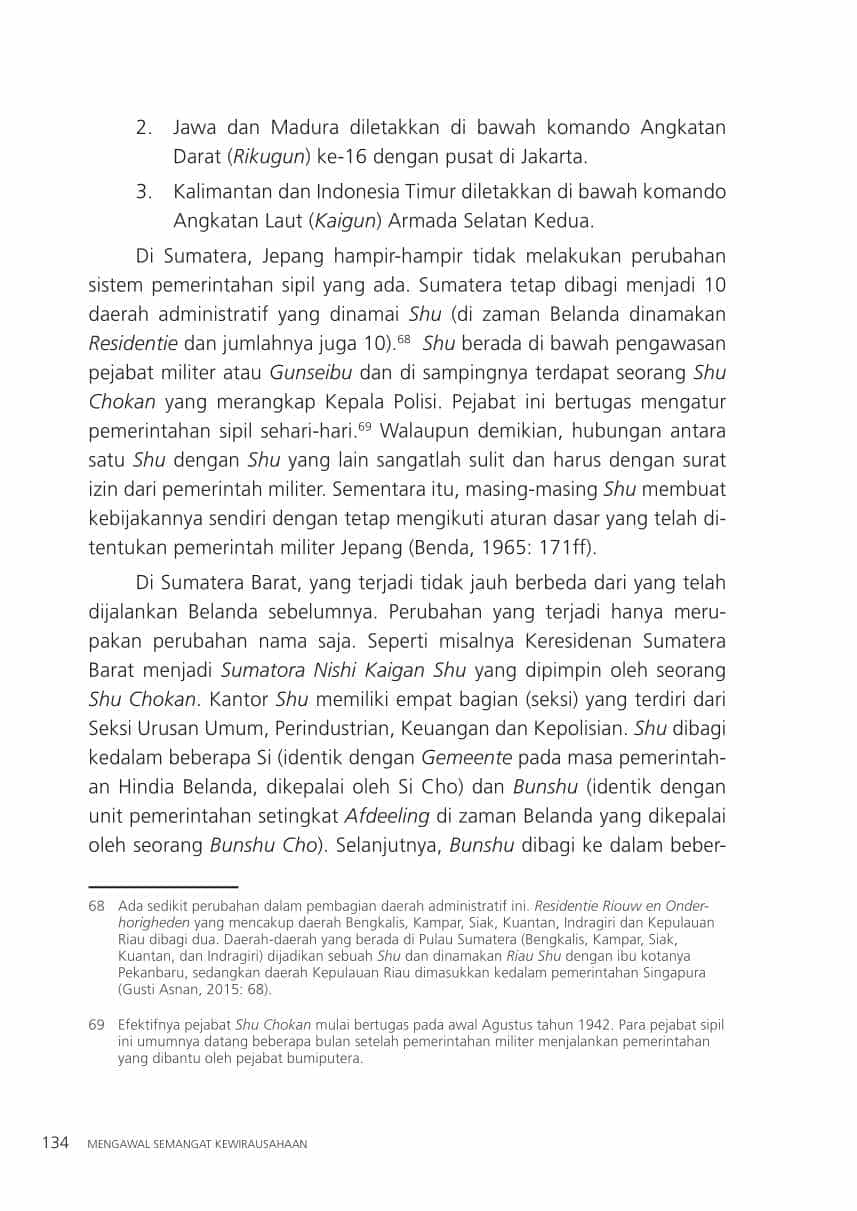 2. Jawa dan Madura diletakkan di bawah komando Angkatan
Darat (Rikugun) ke-16 dengan pusat di Jakarta.
3. Kalimantan dan Indonesia Timur diletakkan di bawah komando
Angkatan Laut (Kaigun) Armada Selatan Kedua.
Di Sumatera, Jepang hampir-hampir tidak melakukan perubahan
sistem pemerintahan sipil yang ada. Sumatera tetap dibagi menjadi 10
daerah administratif yang dinamai Shu (di zaman Belanda dinamakan
Residentie dan jumlahnya juga 10).68 Shu berada di bawah pengawasan
pejabat militer atau Gunseibu dan di sampingnya terdapat seorang Shu
Chokan yang merangkap Kepala Polisi. Pejabat ini bertugas mengatur
pemerintahan sipil sehari-hari.69 Walaupun demikian, hubungan antara
satu Shu dengan Shu yang lain sangatlah sulit dan harus dengan surat
izin dari pemerintah militer. Sementara itu, masing-masing Shu membuat
kebijakannya sendiri dengan tetap mengikuti aturan dasar yang telah di-
tentukan pemerintah militer Jepang (Benda, 1965: 171ff).
Di Sumatera Barat, yang terjadi tidak jauh berbeda dari yang telah
dijalankan Belanda sebelumnya. Perubahan yang terjadi hanya meru-
pakan perubahan nama saja. Seperti misalnya Keresidenan Sumatera
Barat menjadi Sumatora Nishi Kaigan Shu yang dipimpin oleh seorang
Shu Chokan. Kantor Shu memiliki empat bagian (seksi) yang terdiri dari
Seksi Urusan Umum, Perindustrian, Keuangan dan Kepolisian. Shu dibagi
kedalam beberapa Si (identik dengan Gemeente pada masa pemerintah-
an Hindia Belanda, dikepalai oleh Si Cho) dan Bunshu (identik dengan
unit pemerintahan setingkat Afdeeling di zaman Belanda yang dikepalai
oleh seorang Bunshu Cho). Selanjutnya, Bunshu dibagi ke dalam beber-
68 Ada sedikit perubahan dalam pembagian daerah administratif ini. Residentie Riouw en Onder-
horigheden yang mencakup daerah Bengkalis, Kampar, Siak, Kuantan, Indragiri dan Kepulauan
Riau dibagi dua. Daerah-daerah yang berada di Pulau Sumatera (Bengkalis, Kampar, Siak,
Kuantan, dan Indragiri) dijadikan sebuah Shu dan dinamakan Riau Shu dengan ibu kotanya
Pekanbaru, sedangkan daerah Kepulauan Riau dimasukkan kedalam pemerintahan Singapura
(Gusti Asnan, 2015: 68).
69 Efektifnya pejabat Shu Chokan mulai bertugas pada awal Agustus tahun 1942. Para pejabat sipil
ini umumnya datang beberapa bulan setelah pemerintahan militer menjalankan pemerintahan
yang dibantu oleh pejabat bumiputera.
134 MENGAWAL SEMANGAT KEWIRAUSAHAAN